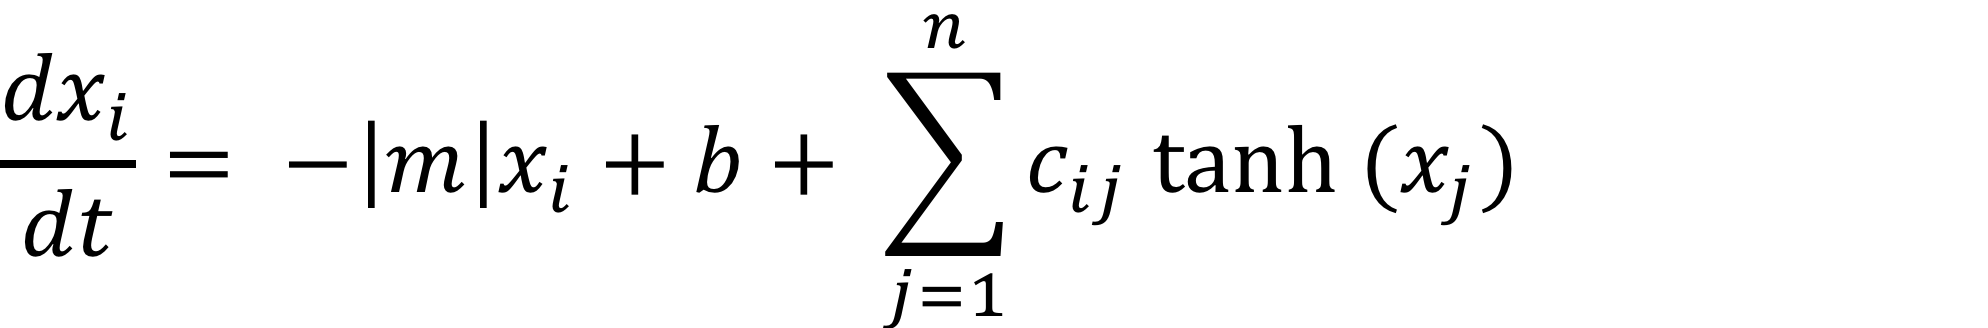 dx_i/dt = −|m|x_i + b + ∑_{j=1}^{n} c_{ij} tanh (x_j)